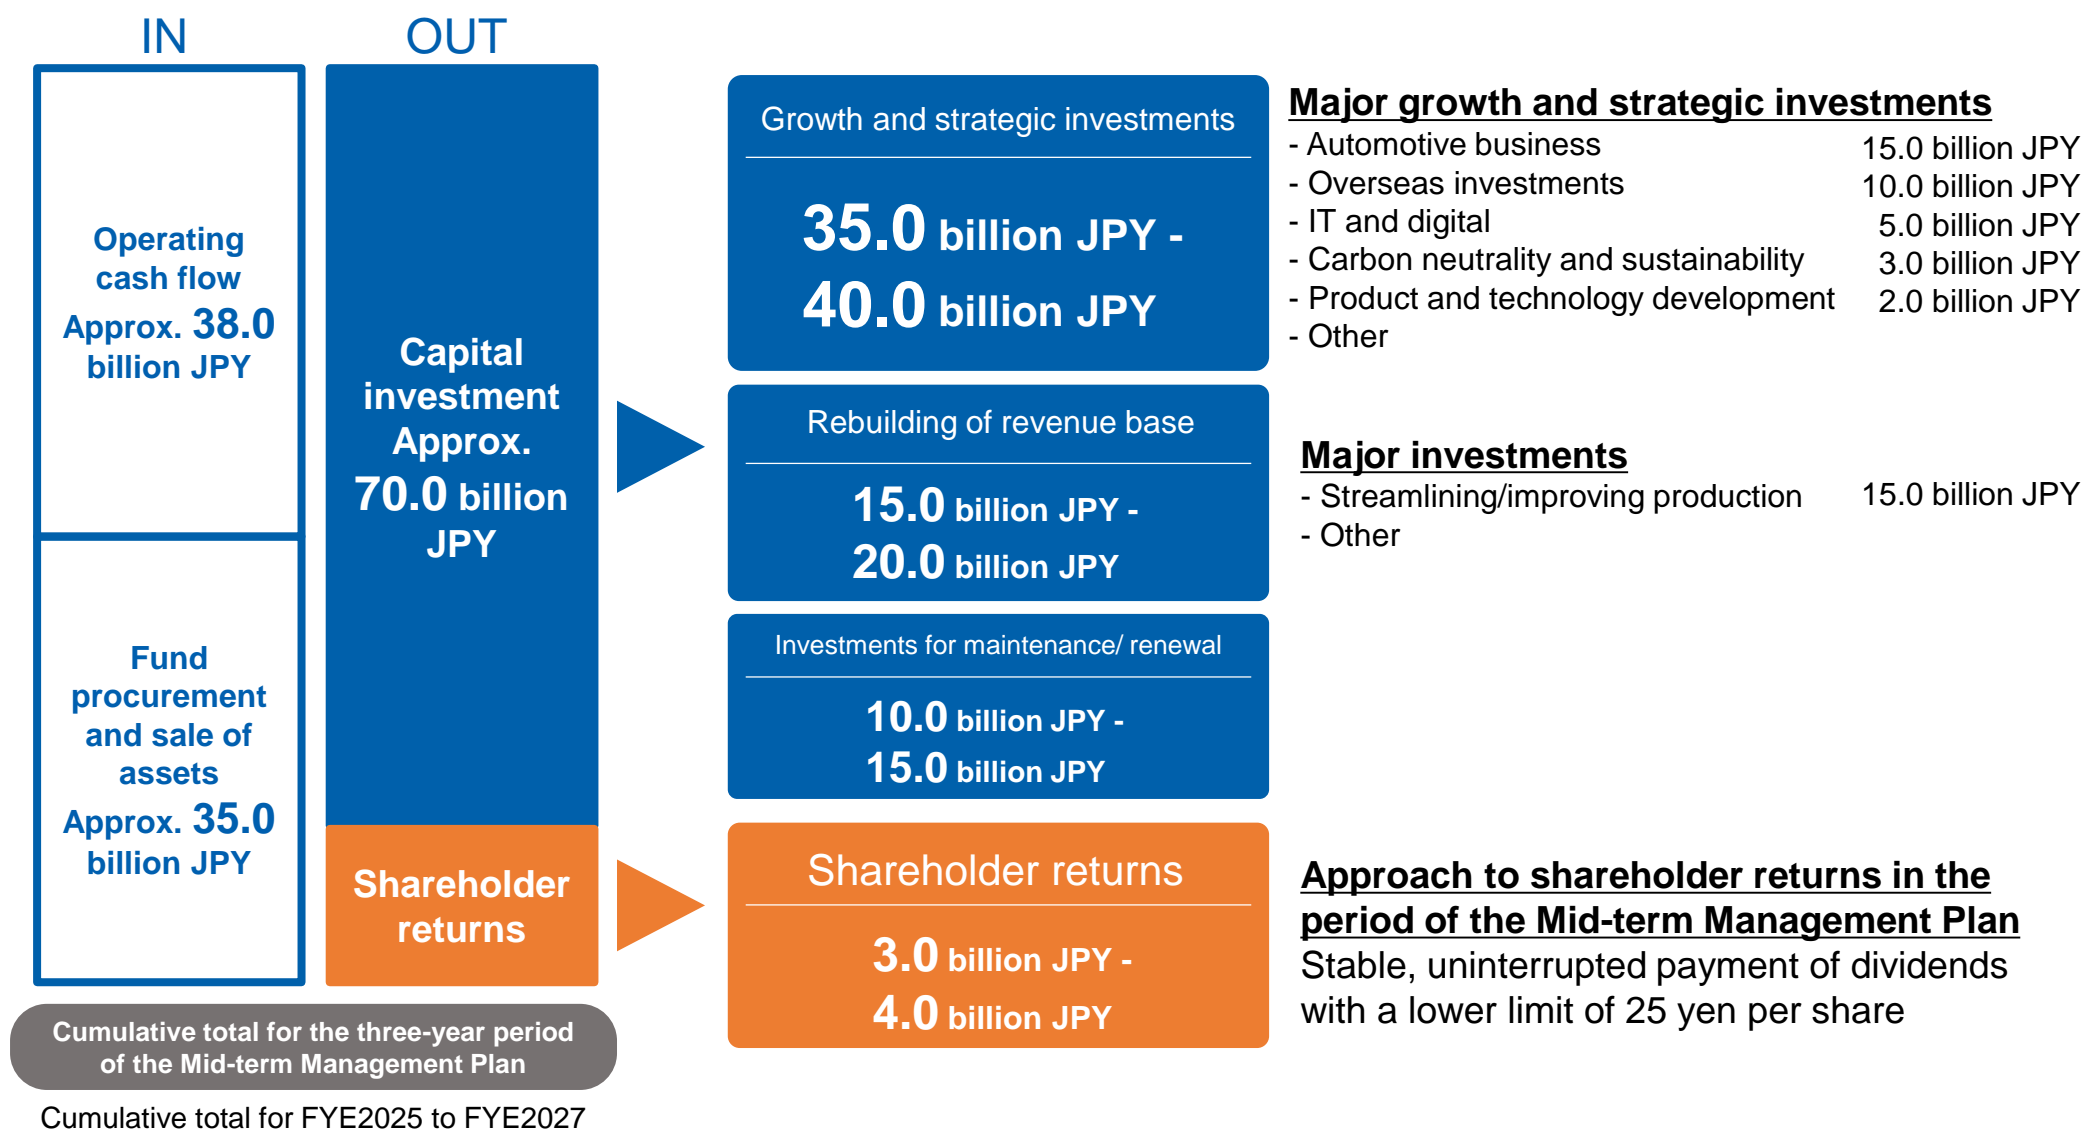 IN
OUT
Operating
cash flow
Approx. 38.0
billion JPY
Fund
procurement
and sale of
assets
Approx. 35.0
billion JPY
Capital
investment
Approx.
70.0 billion
JPY
Shareholder
returns
Cumulative total for the three-year period
of the Mid-term Management Plan
Cumulative total for FYE2025 to FYE2027
Growth and strategic investments
35.0 billion JPY -
40.0 billion JPY
Major growth and strategic investments
- Automotive business 15.0 billion JPY
- Overseas investments 10.0 billion JPY
- IT and digital 5.0 billion JPY
- Carbon neutrality and sustainability 3.0 billion JPY
- Product and technology development 2.0 billion JPY
- Other
Rebuilding of revenue base
15.0 billion JPY -
20.0 billion JPY
Major investments
- Streamlining/improving production 15.0 billion JPY
- Other
Investments for maintenance/ renewal
10.0 billion JPY -
15.0 billion JPY
Shareholder returns
3.0 billion JPY -
4.0 billion JPY
Approach to shareholder returns in the
period of the Mid-term Management Plan
Stable, uninterrupted payment of dividends
with a lower limit of 25 yen per share